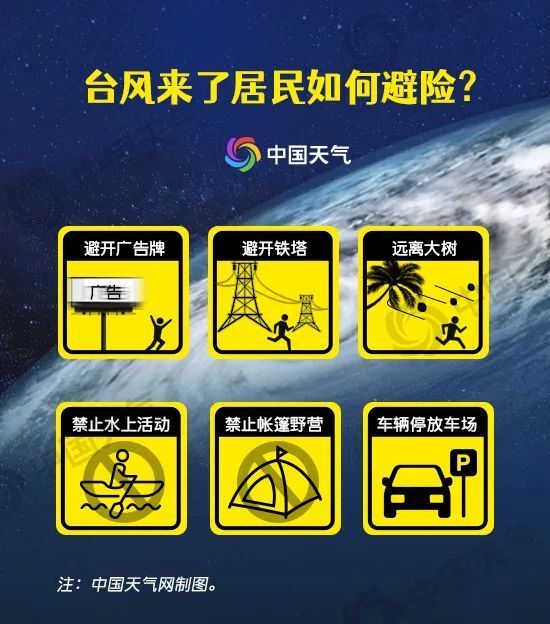 台风来了居民如何避险？
中国天气
避开广告牌
避开铁塔
远离大树
广告
禁止水上活动
禁止帐篷野营
车辆停放车场
P
注：中国天气网制图。